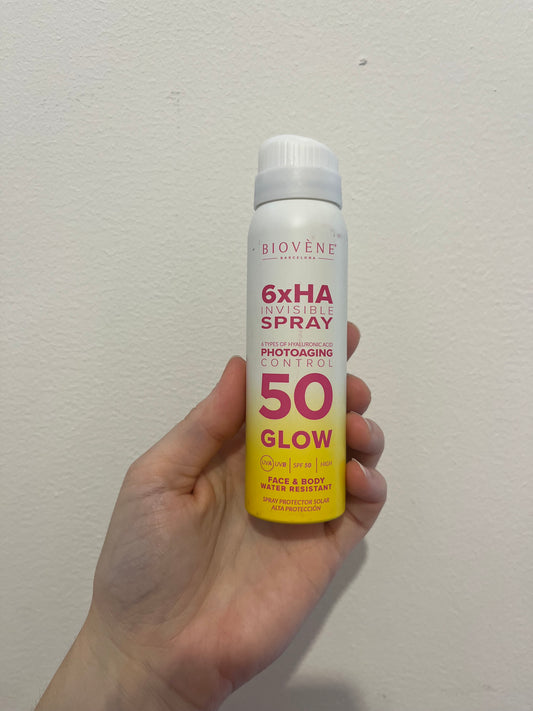 BIOVÈNE
BARCELONA
6xHA
INVISIBLE
SPRAY
6 TYPES OF HYALURONIC ACID
PHOTOAGING
CONTROL
50
GLOW
UVA UVB | SPF 50 | HIGH
FACE & BODY
WATER RESISTANT
SPRAY PROTECTOR SOLAR
ALTA PROTECCIÓN